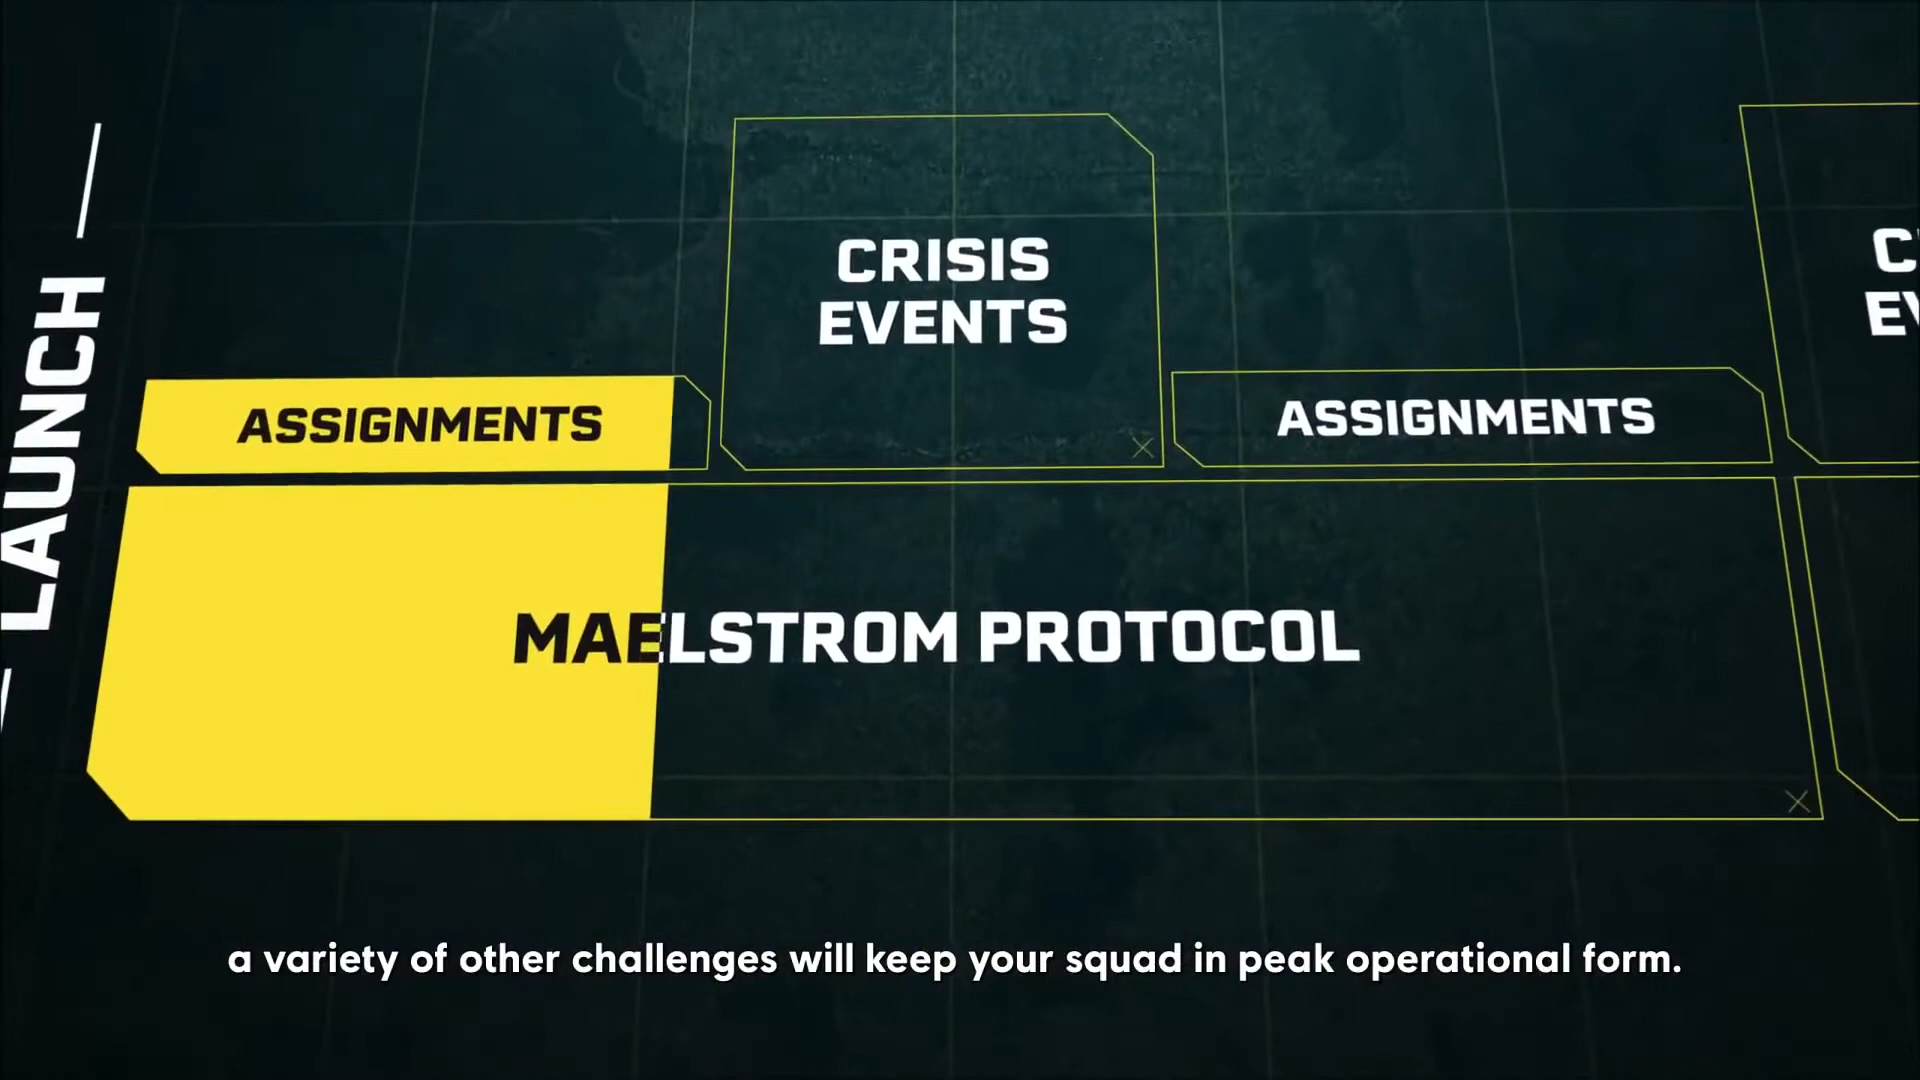 LAUNCH
CRISIS
EVENTS
ASSIGNMENTS
ASSIGNMENTS
MAELSTROM PROTOCOL
a variety of other challenges will keep your squad in peak operational form.